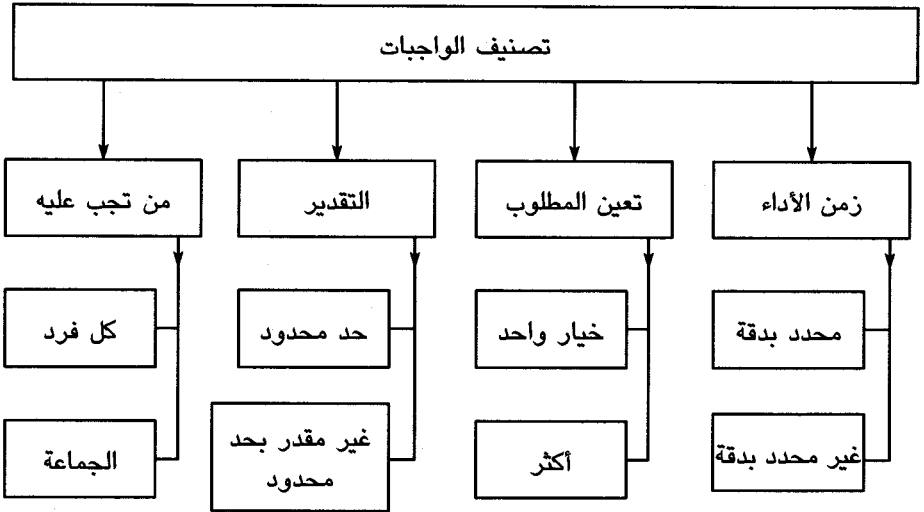 تصنيف الواجبات
زمن الأداء
تعين المطلوب
التقدير
من تجب عليه
محدد بدقة
خيار واحد
حد محدود
كل فرد
غير محدد بدقة
أكثر
غير مقدر بحد
محدود
الجماعة